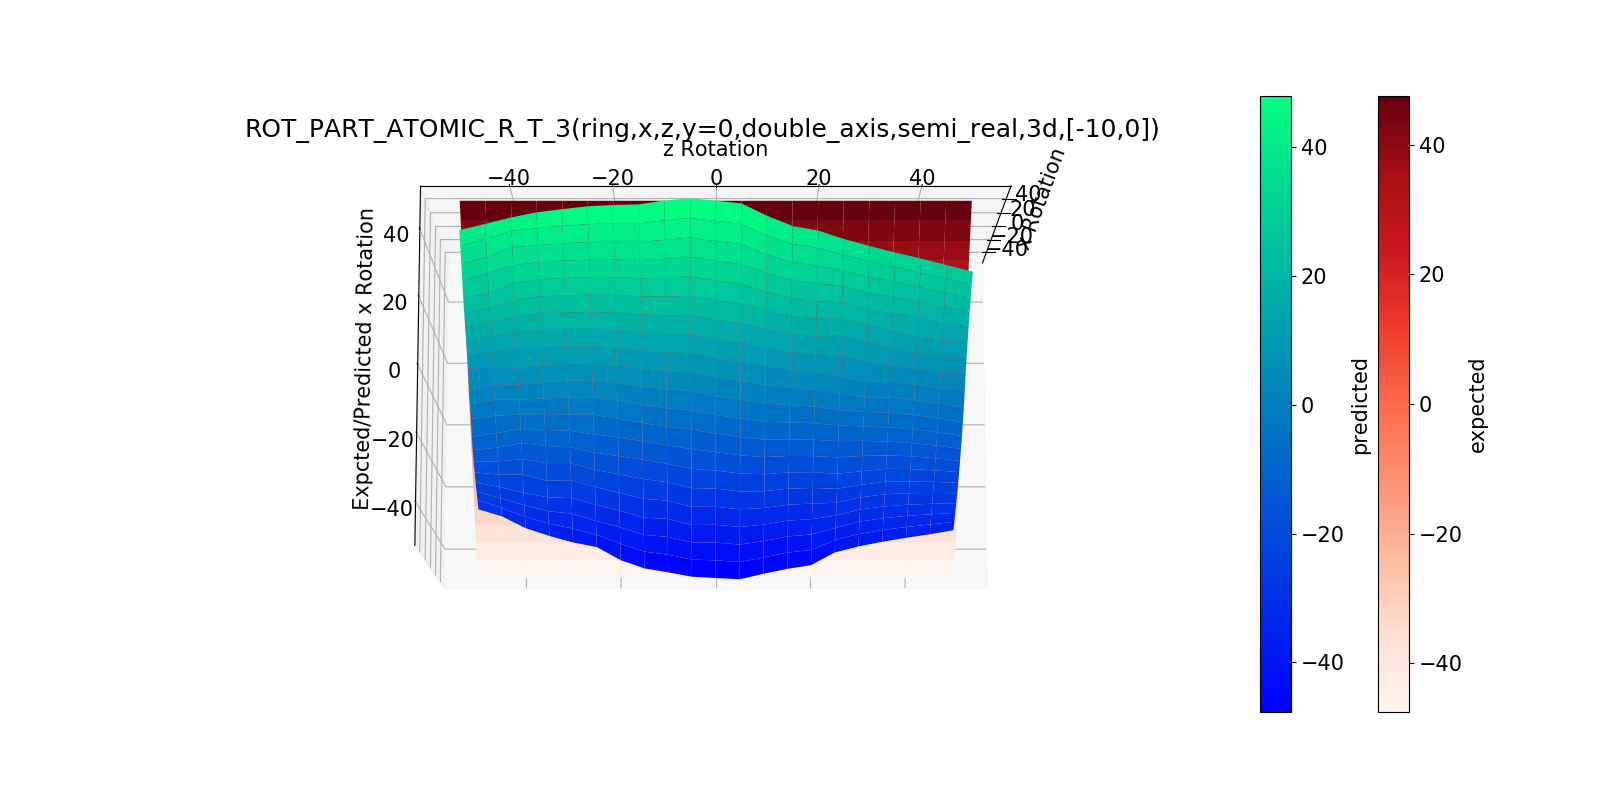 ROT_PART_ATOMIC_R_T_3(ring,x,z,y=0,double_axis,semi_real,3d,[-10,0])
z Rotation
−40 −20 0 20 40
40
20
0
−20
−40
x Rotation
Expcted/Predicted x Rotation
40
20
0
−20
−40
40
20
0
−20
−40
predicted
40
20
0
−20
−40
expected